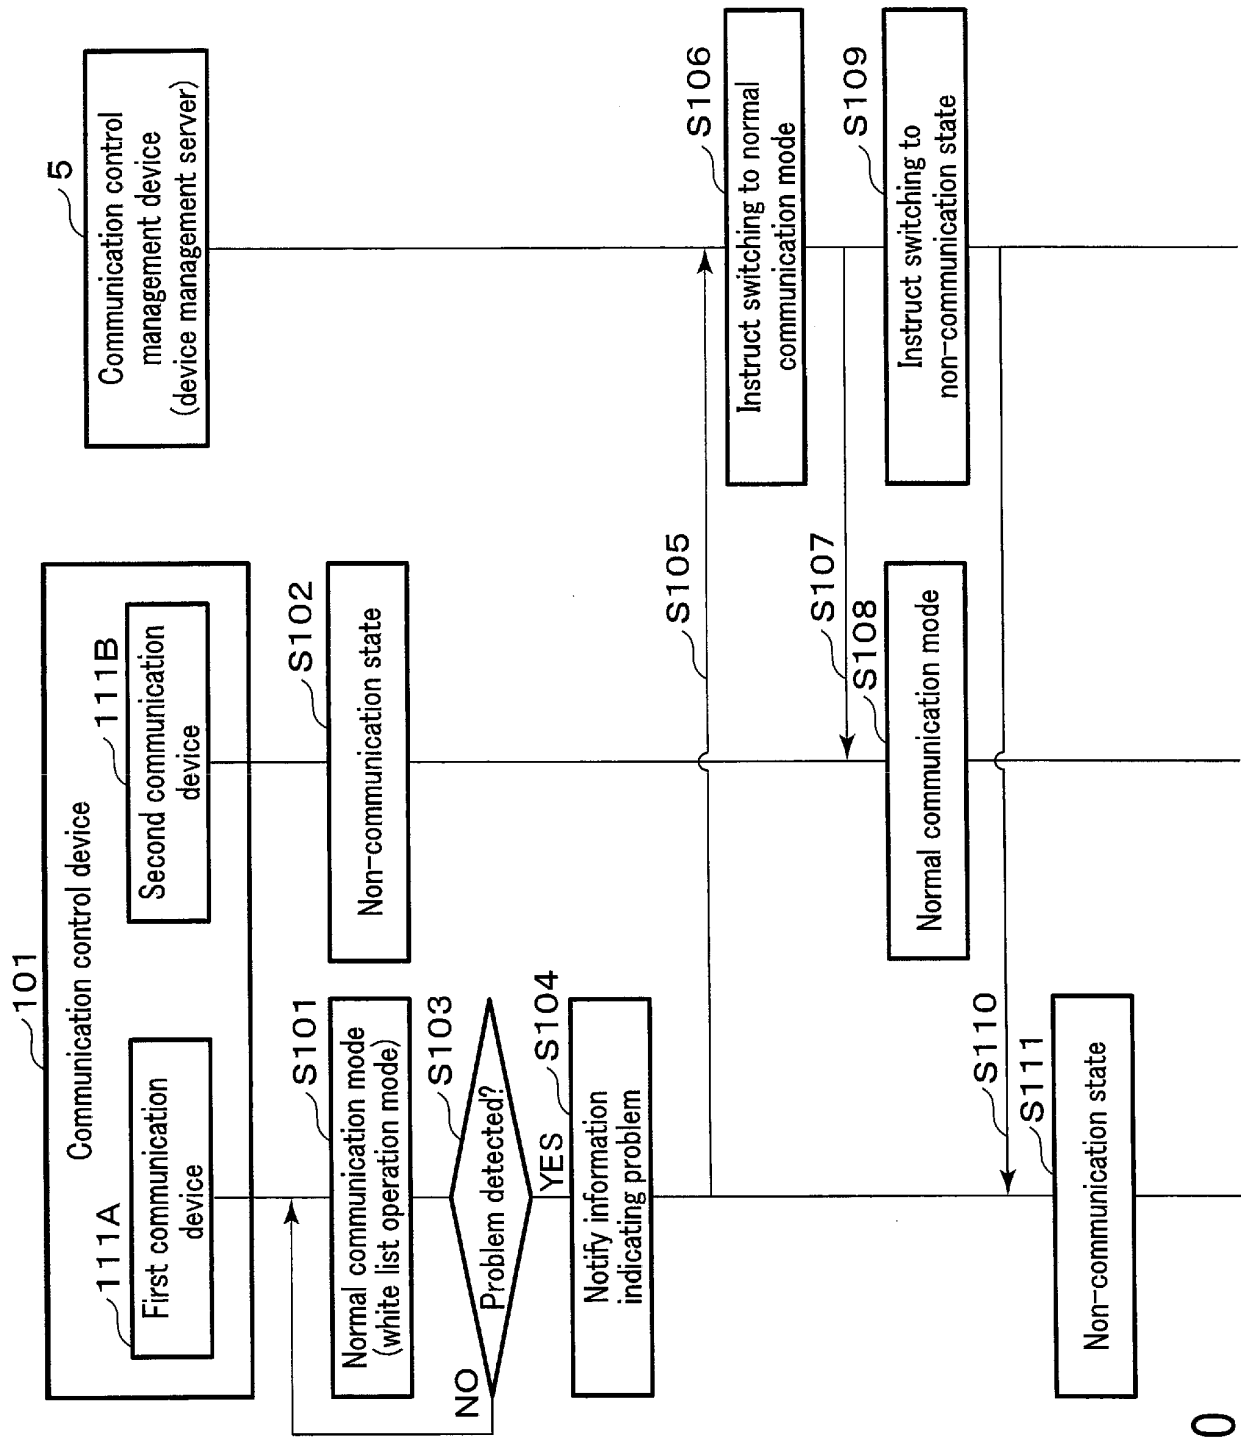 101
Communication control device
111A
First communication
device
111B
Second communication
device
5
Communication control
management device
(device management server)
S101
Normal communication mode
(white list operation mode)
S102
Non-communication state
S103
Problem detected?
NO
YES
S104
Notify information
indicating problem
S105
S106
Instruct switching to normal
communication mode
S107
S108
Normal communication mode
S109
Instruct switching to
non-communication state
S110
S111
Non-communication state
0